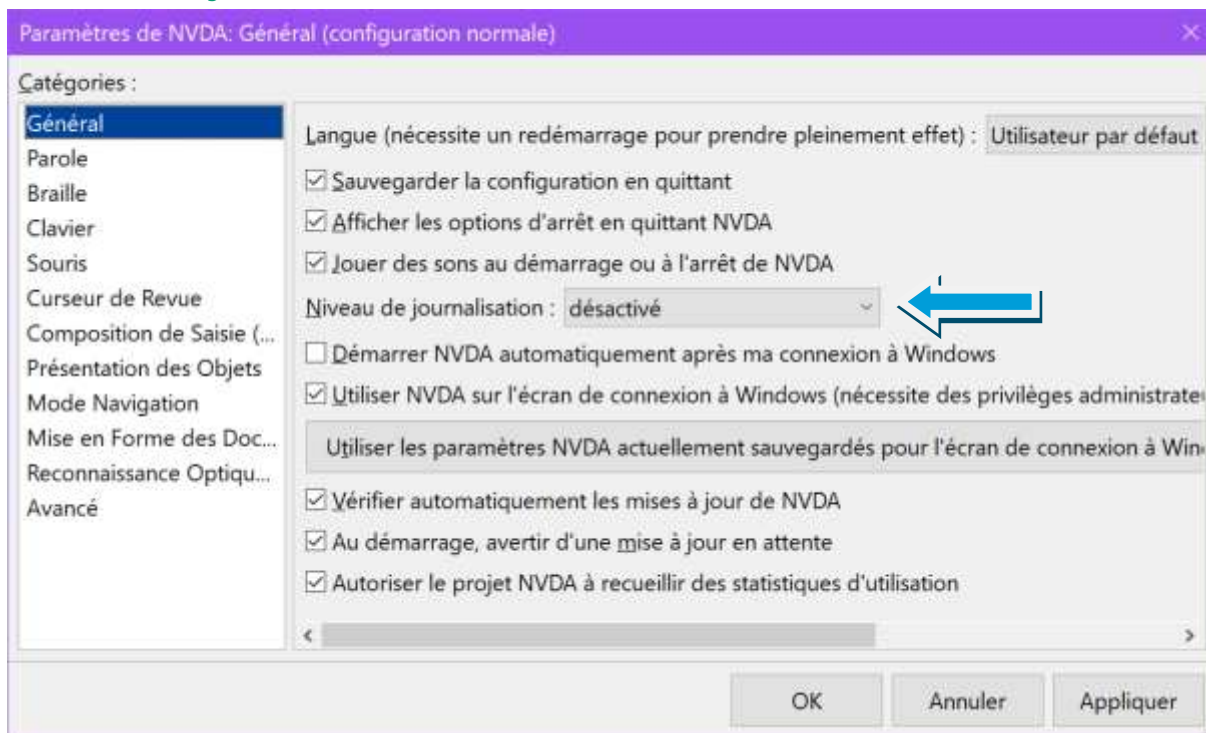 Paramètres de NVDA: Général (configuration normale)
Catégories :
Général
Parole
Braille
Clavier
Souris
Curseur de Revue
Composition de Saisie (...
Présentation des Objets
Mode Navigation
Mise en Forme des Doc...
Reconnaissance Optiqu...
Avancé
Langue (nécessite un redémarrage pour prendre pleinement effet) : Utilisateur par défaut
Sauvegarder la configuration en quittant
Afficher les options d'arrêt en quittant NVDA
Jouer des sons au démarrage ou à l'arrêt de NVDA
Niveau de journalisation : désactivé
Démarrer NVDA automatiquement après ma connexion à Windows
Utiliser NVDA sur l'écran de connexion à Windows (nécessite des privilèges administrate
Utiliser les paramètres NVDA actuellement sauvegardés pour l'écran de connexion à Win
Vérifier automatiquement les mises à jour de NVDA
Au démarrage, avertir d'une mise à jour en attente
Autoriser le projet NVDA à recueillir des statistiques d'utilisation
OK Annuler Appliquer